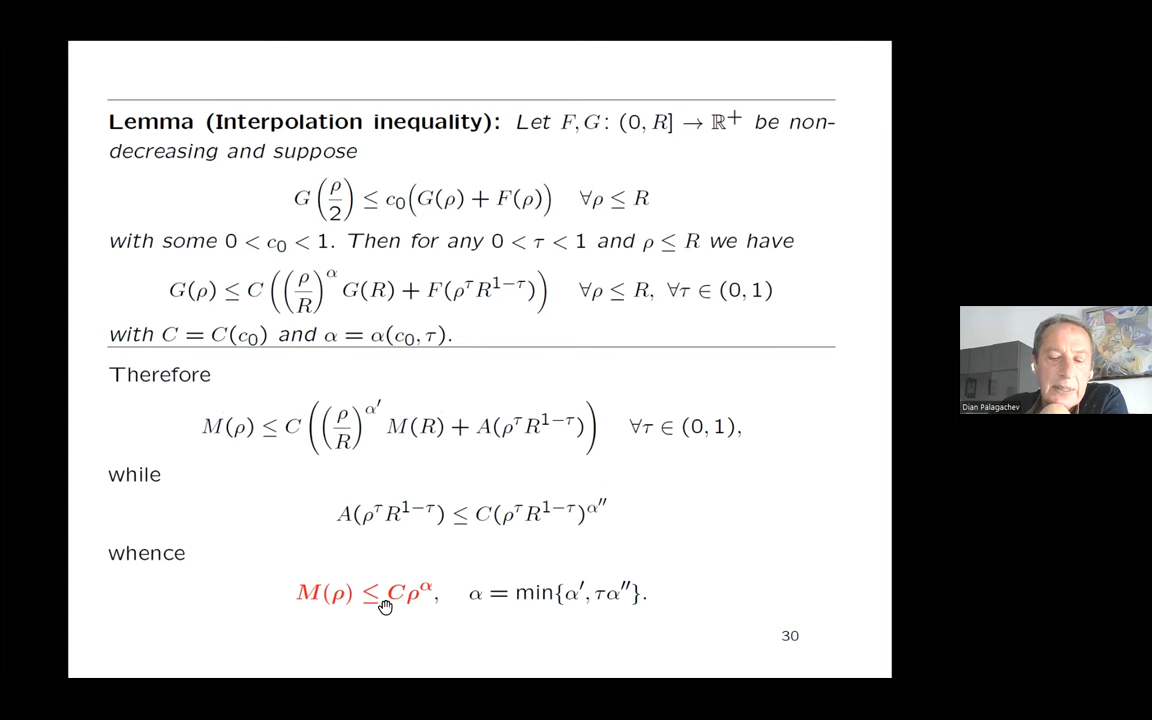 Lemma (Interpolation inequality): Let F, G: (0, R] → ℝ⁺ be non-
decreasing and suppose
G(ρ/2) ≤ c₀(G(ρ) + F(ρ)) ∀ρ ≤ R
with some 0 < c₀ < 1. Then for any 0 < τ < 1 and ρ ≤ R we have
G(ρ) ≤ C((ρ/R)^α G(R) + F(ρ^τ R^{1−τ})) ∀ρ ≤ R, ∀τ ∈ (0, 1)
with C = C(c₀) and α = α(c₀, τ).
Therefore
M(ρ) ≤ C((ρ/R)^{α′} M(R) + A(ρ^τ R^{1−τ})) ∀τ ∈ (0, 1),
while
A(ρ^τ R^{1−τ}) ≤ C(ρ^τ R^{1−τ})^{α″}
whence
M(ρ) ≤ Cρ^α, α = min{α′, τα″}.
30
Dian Palagachev